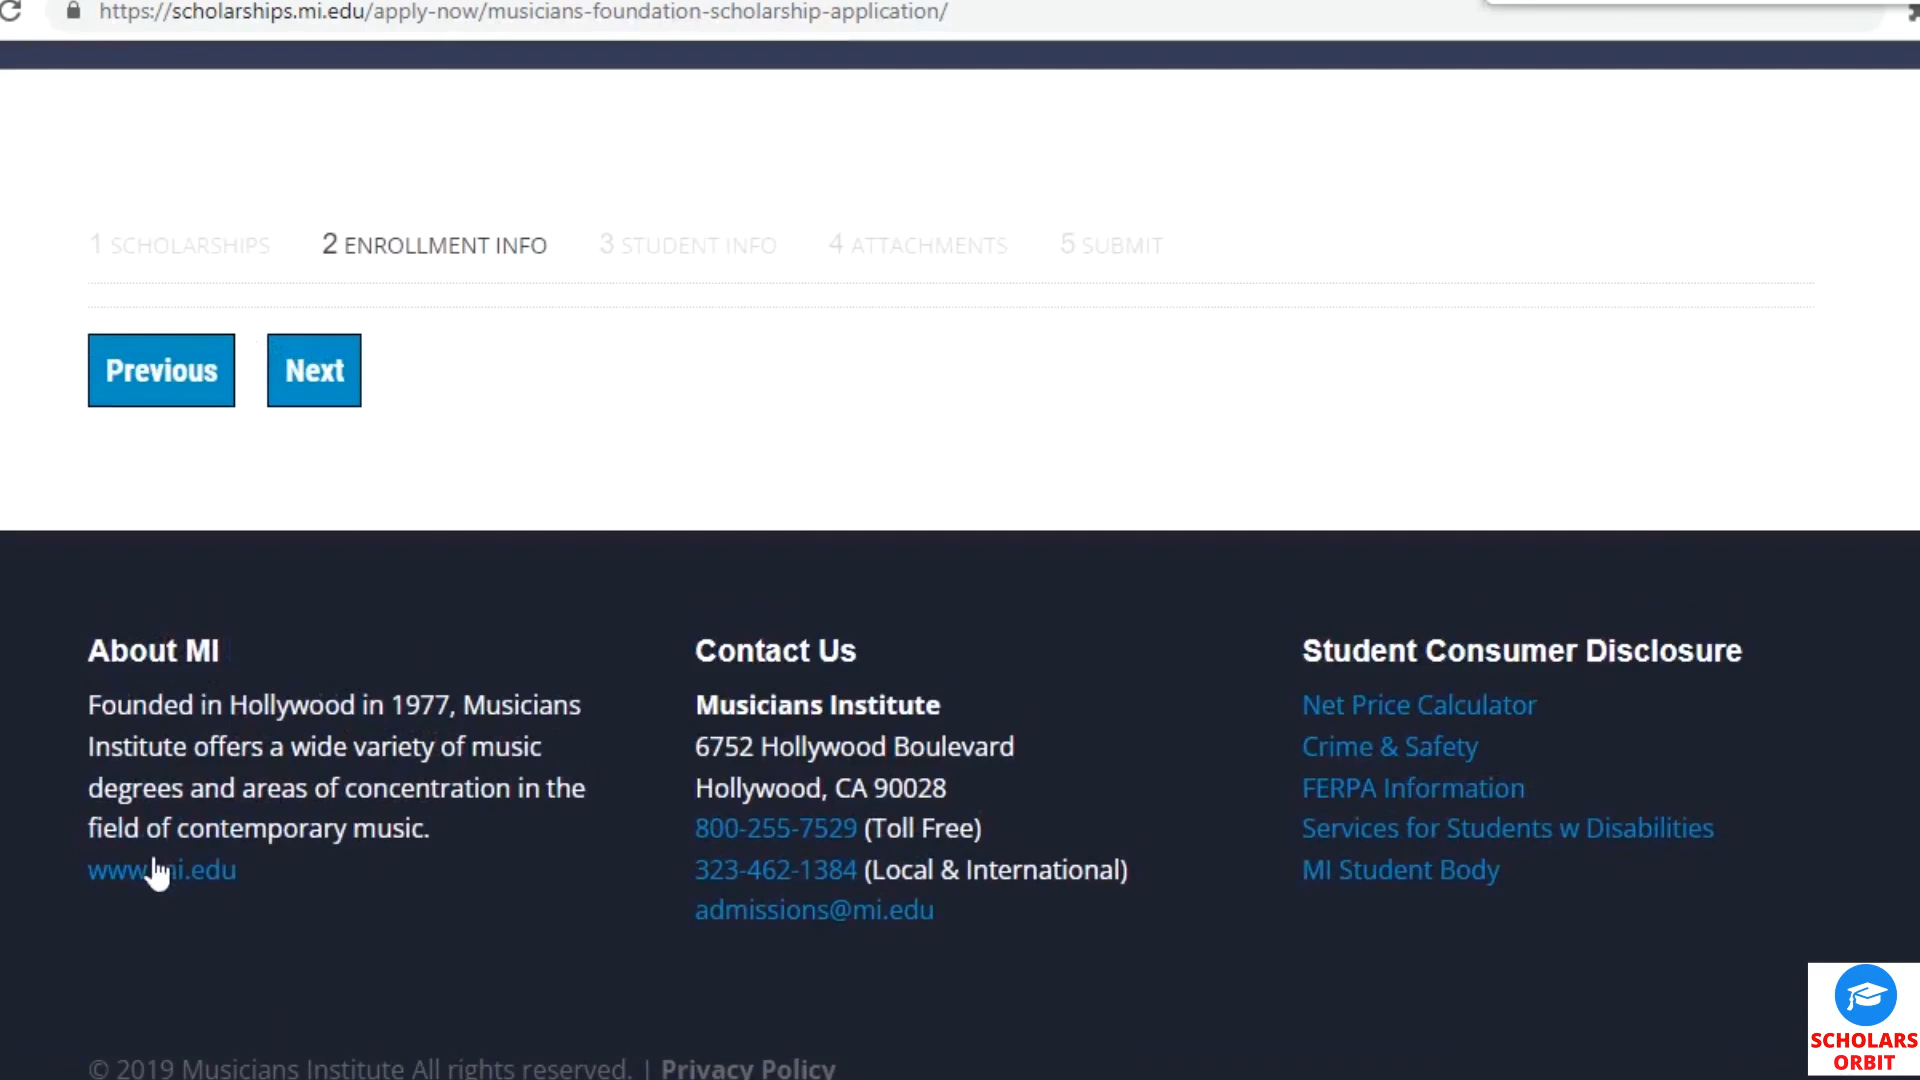 https://scholarships.mi.edu/apply-now/musicians-foundation-scholarship-application/
1 SCHOLARSHIPS 2 ENROLLMENT INFO 3 STUDENT INFO 4 ATTACHMENTS 5 SUBMIT
Previous Next
About MI
Founded in Hollywood in 1977, Musicians
Institute offers a wide variety of music
degrees and areas of concentration in the
field of contemporary music.
www.mi.edu
Contact Us
Musicians Institute
6752 Hollywood Boulevard
Hollywood, CA 90028
800-255-7529 (Toll Free)
323-462-1384 (Local & International)
admissions@mi.edu
Student Consumer Disclosure
Net Price Calculator
Crime & Safety
FERPA Information
Services for Students w Disabilities
MI Student Body
© 2019 Musicians Institute All rights reserved. | Privacy Policy
SCHOLARS
ORBIT